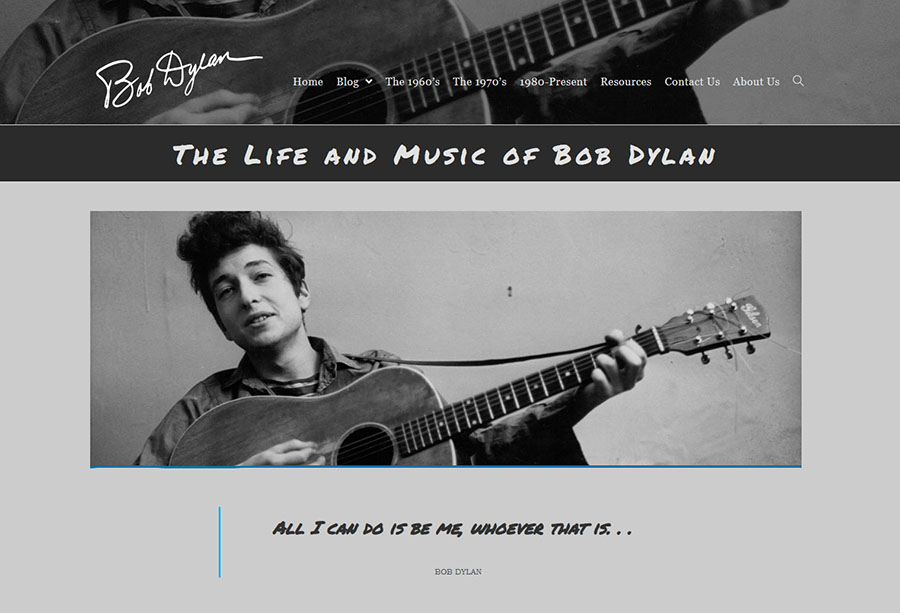 Bob Dylan
Home Blog The 1960's The 1970's 1980-Present Resources Contact Us About Us
The Life and Music of Bob Dylan
Gibson
All I can do is be me, whoever that is. . .
BOB DYLAN